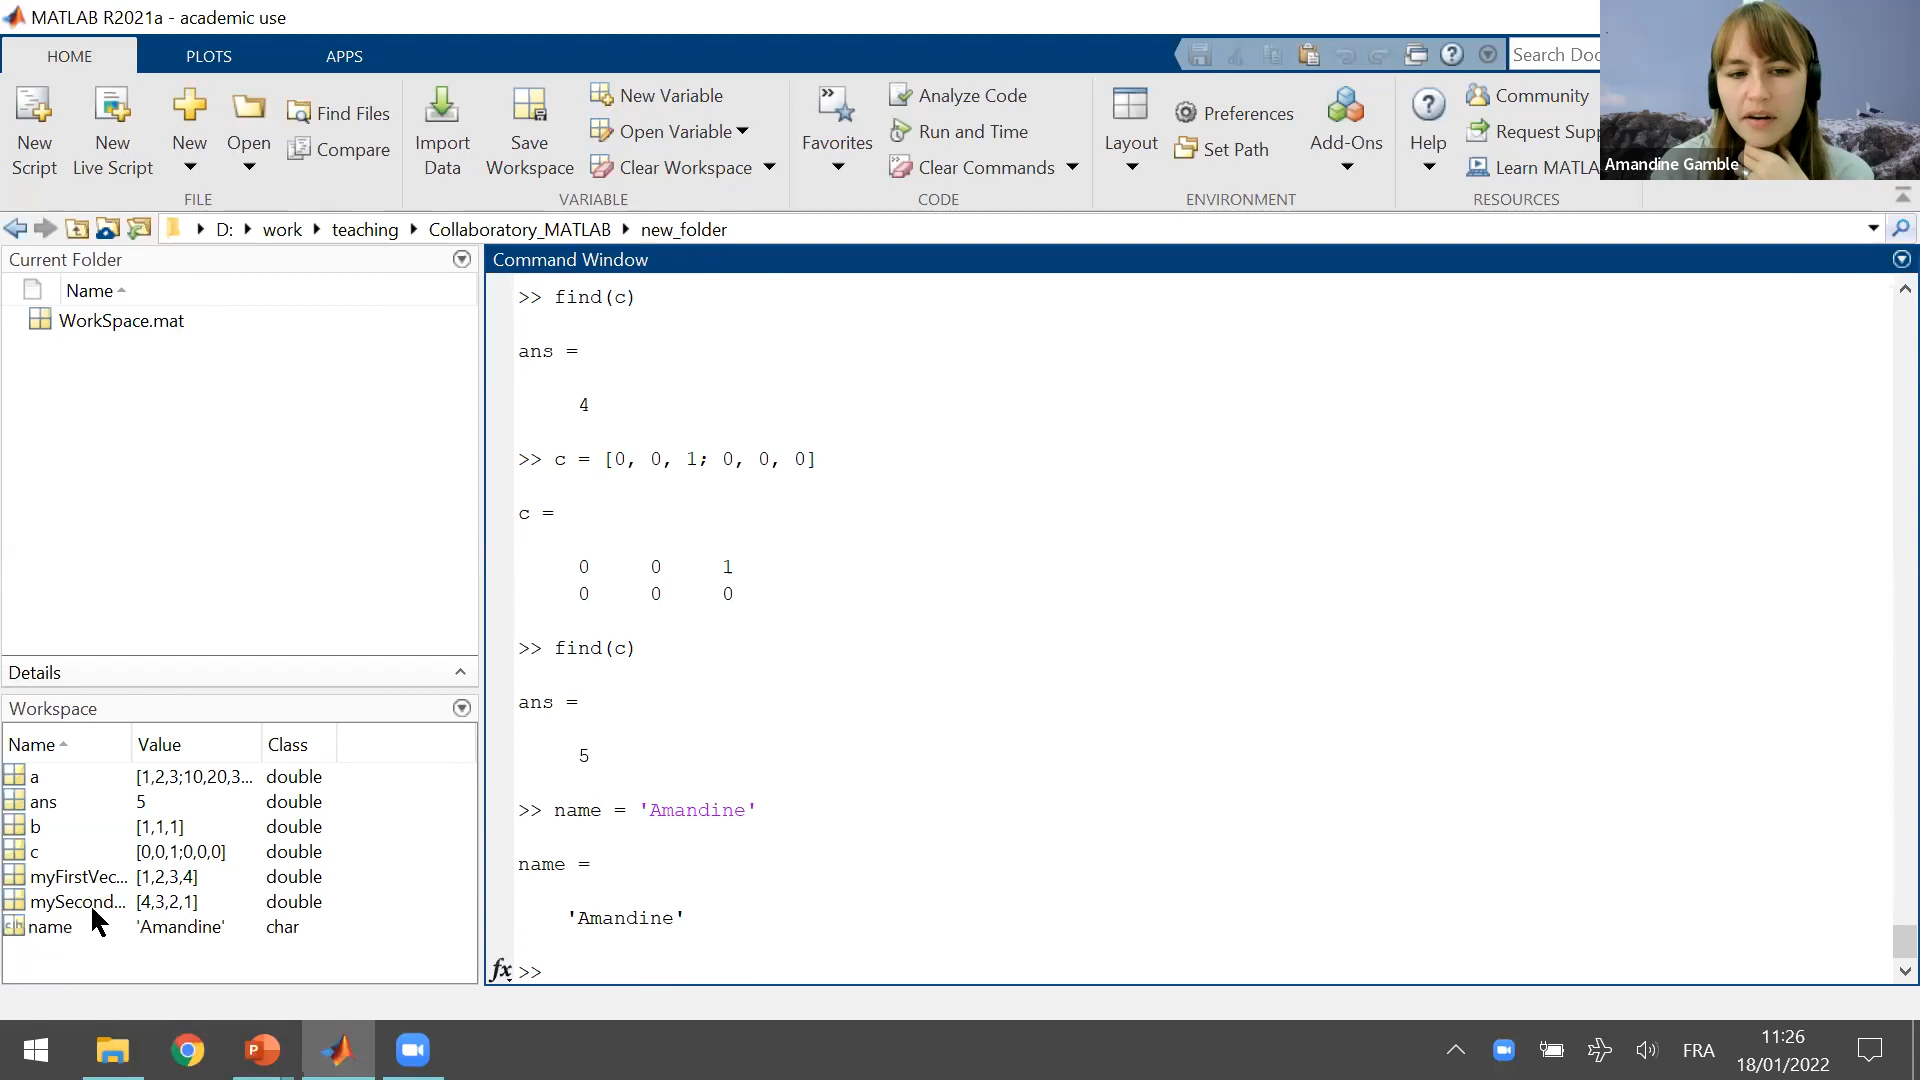 MATLAB R2021a - academic use
HOME
PLOTS
APPS
Search Doc
New Script
New Live Script
New
Open
Find Files
Compare
FILE
Import Data
Save Workspace
New Variable
Open Variable
Clear Workspace
VARIABLE
Favorites
Analyze Code
Run and Time
Clear Commands
CODE
Layout
Preferences
Set Path
Add-Ons
ENVIRONMENT
Help
Community
Request Supp
Learn MATLA
RESOURCES
Amandine Gamble
D: work teaching Collaboratory_MATLAB new_folder
Current Folder
Name
WorkSpace.mat
Details
Workspace
Name Value Class
a [1,2,3;10,20,3... double
ans 5 double
b [1,1,1] double
c [0,0,1;0,0,0] double
myFirstVec... [1,2,3,4] double
mySecond... [4,3,2,1] double
name 'Amandine' char
Command Window
>> find(c)
ans =
4
>> c = [0, 0, 1; 0, 0, 0]
c =
0 0 1
0 0 0
>> find(c)
ans =
5
>> name = 'Amandine'
name =
'Amandine'
fx >>
FRA
11:26
18/01/2022